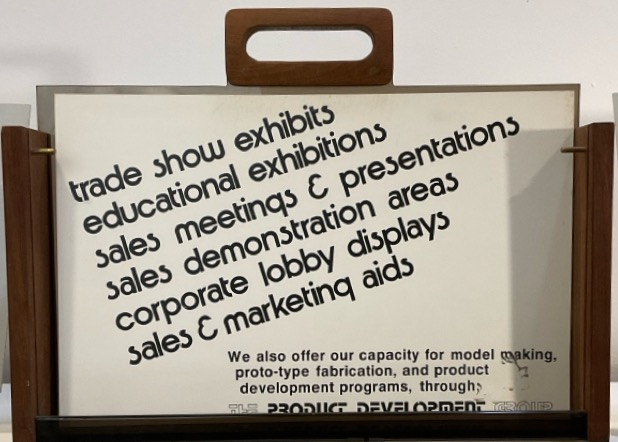 trade show exhibits
educational exhibitions
sales meetings & presentations
sales demonstration areas
corporate lobby displays
sales & marketing aids
We also offer our capacity for model making,
proto-type fabrication, and product
development programs, through;
THE PRODUCT DEVELOPMENT GROUP